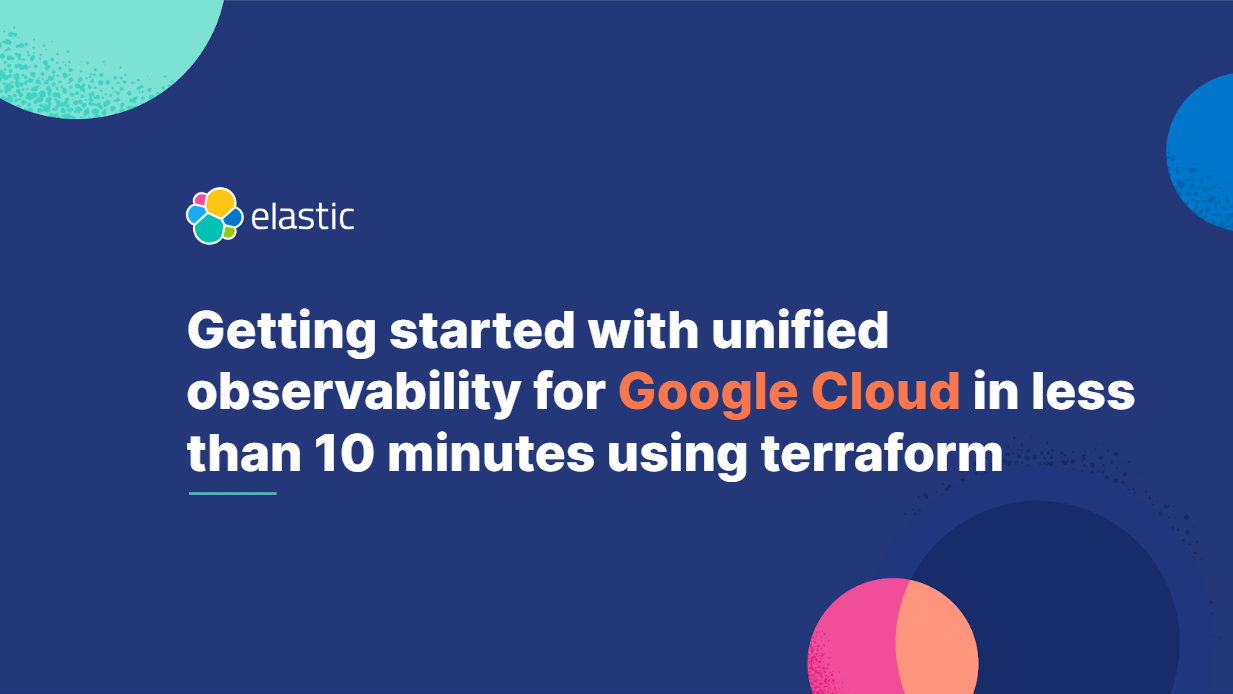 elastic
Getting started with unified
observability for Google Cloud in less
than 10 minutes using terraform